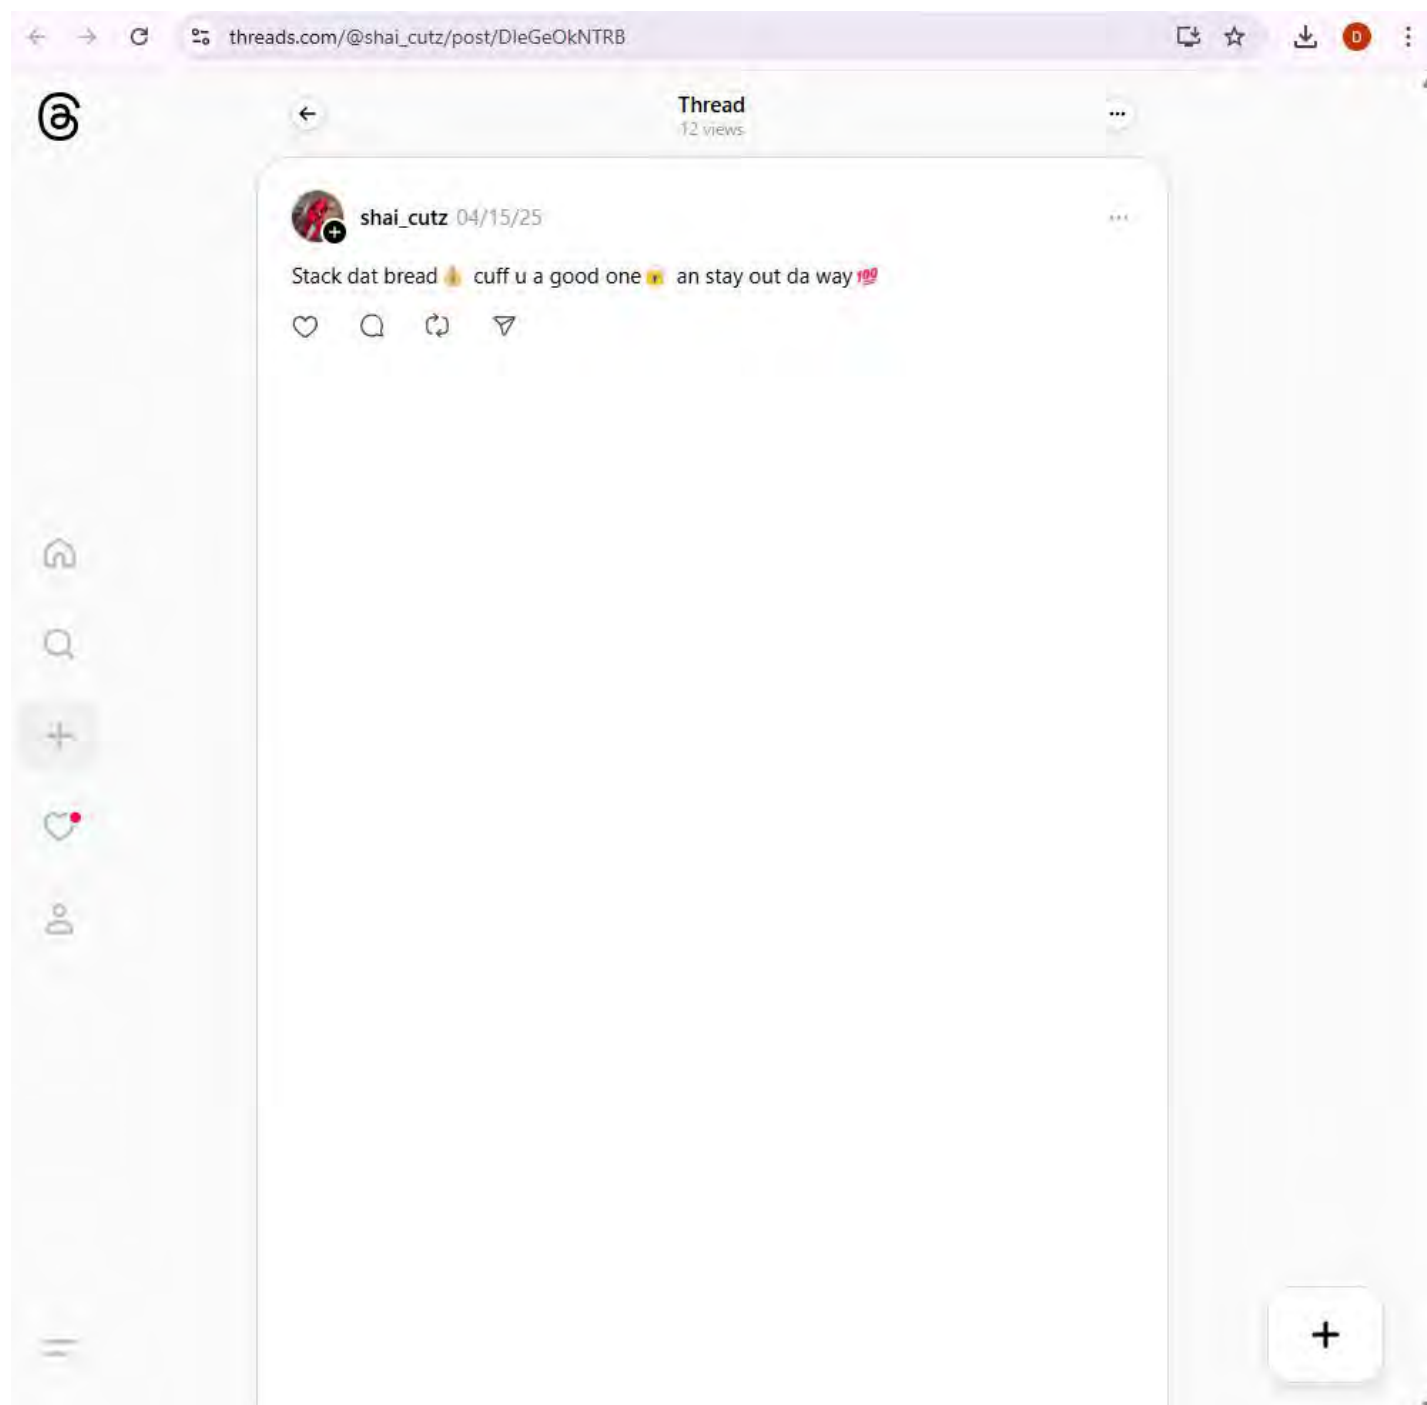 threads.com/@shai_cutz/post/DIeGeOkNTRB
D
Thread
12 views
shai_cutz 04/15/25
Stack dat bread💰 cuff u a good one🔒 an stay out da way💯